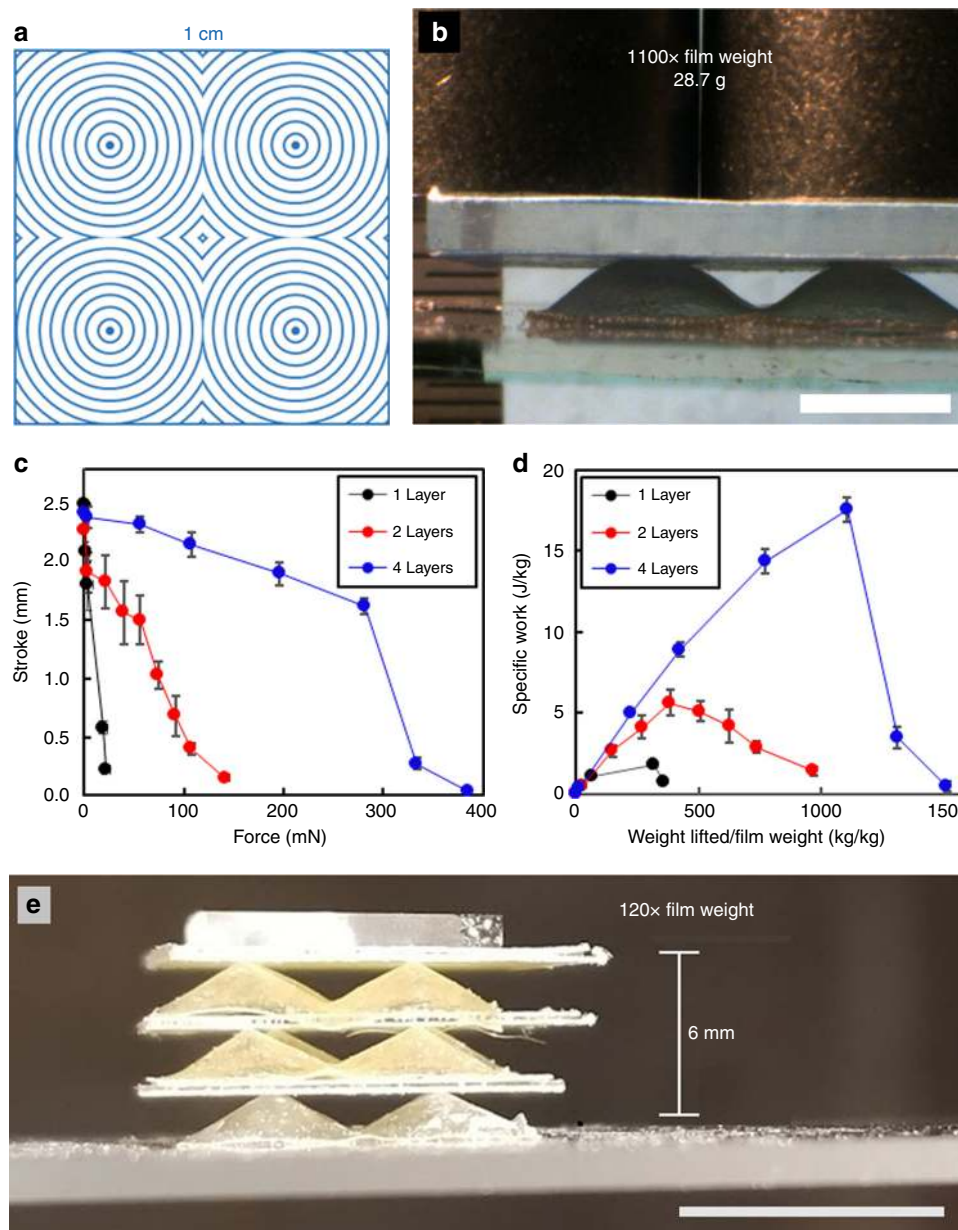 a
1 cm
b
1100× film weight
28.7 g
c
2.5
2.0
1.5
1.0
0.5
0.0
0
100
200
300
400
Stroke (mm)
Force (mN)
1 Layer
2 Layers
4 Layers
d
20
15
10
5
0
0
500
1000
150
Specific work (J/kg)
Weight lifted/film weight (kg/kg)
1 Layer
2 Layers
4 Layers
e
120× film weight
6 mm